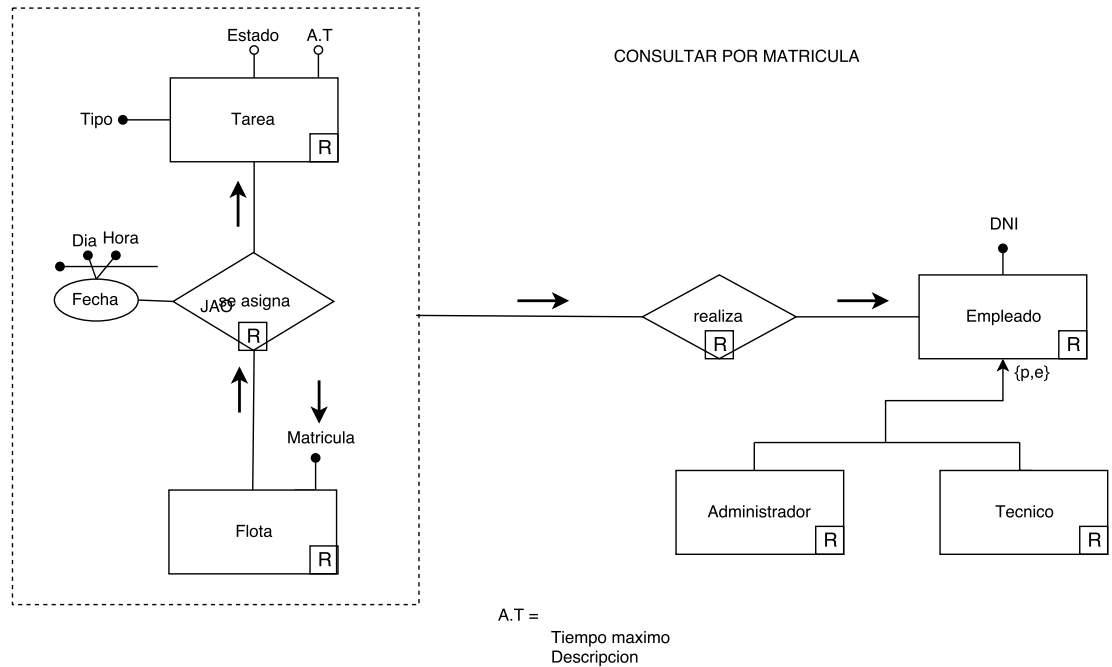 Estado
A.T
CONSULTAR POR MATRICULA
Tipo
Tarea
R
Dia
Hora
DNI
Fecha
JAO
se asigna
R
realiza
R
Empleado
R
{p,e}
Matricula
Flota
R
Administrador
R
Tecnico
R
A.T =
Tiempo maximo
Descripcion